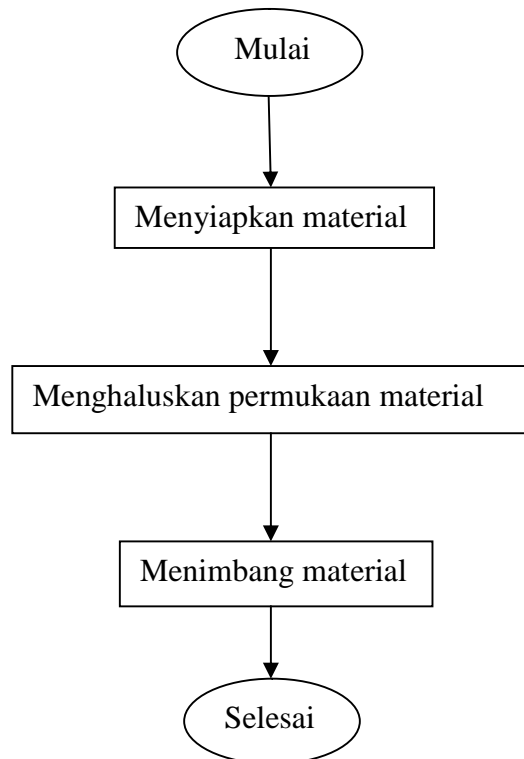 Mulai
Menyiapkan material
Menghaluskan permukaan material
Menimbang material
Selesai